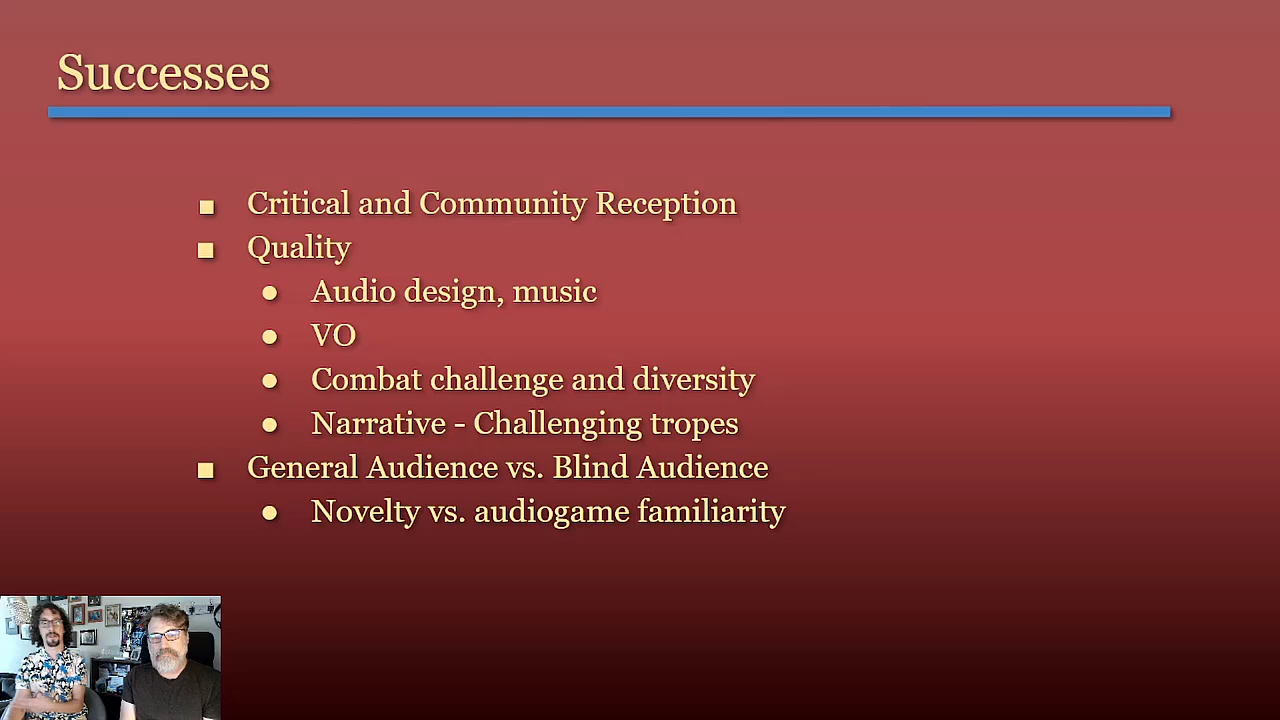 Successes
Critical and Community Reception
Quality
Audio design, music
VO
Combat challenge and diversity
Narrative - Challenging tropes
General Audience vs. Blind Audience
Novelty vs. audiogame familiarity